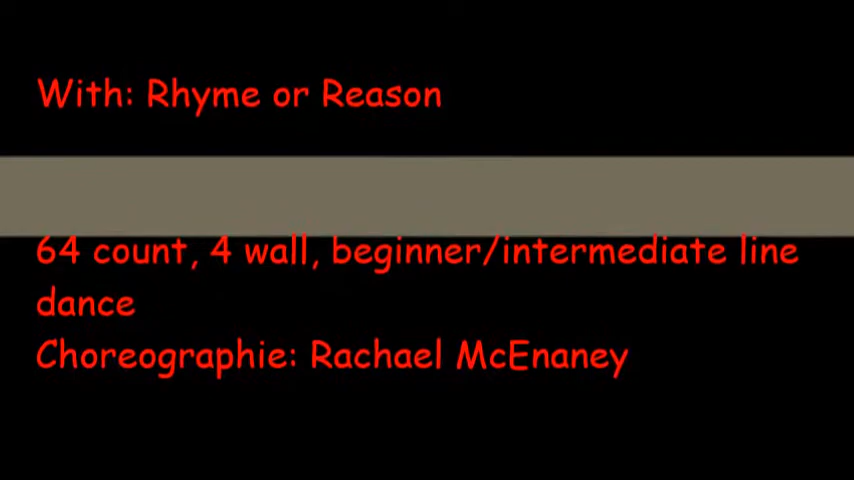 With: Rhyme or Reason
64 count, 4 wall, beginner/intermediate line
dance
Choreographie: Rachael McEnaney